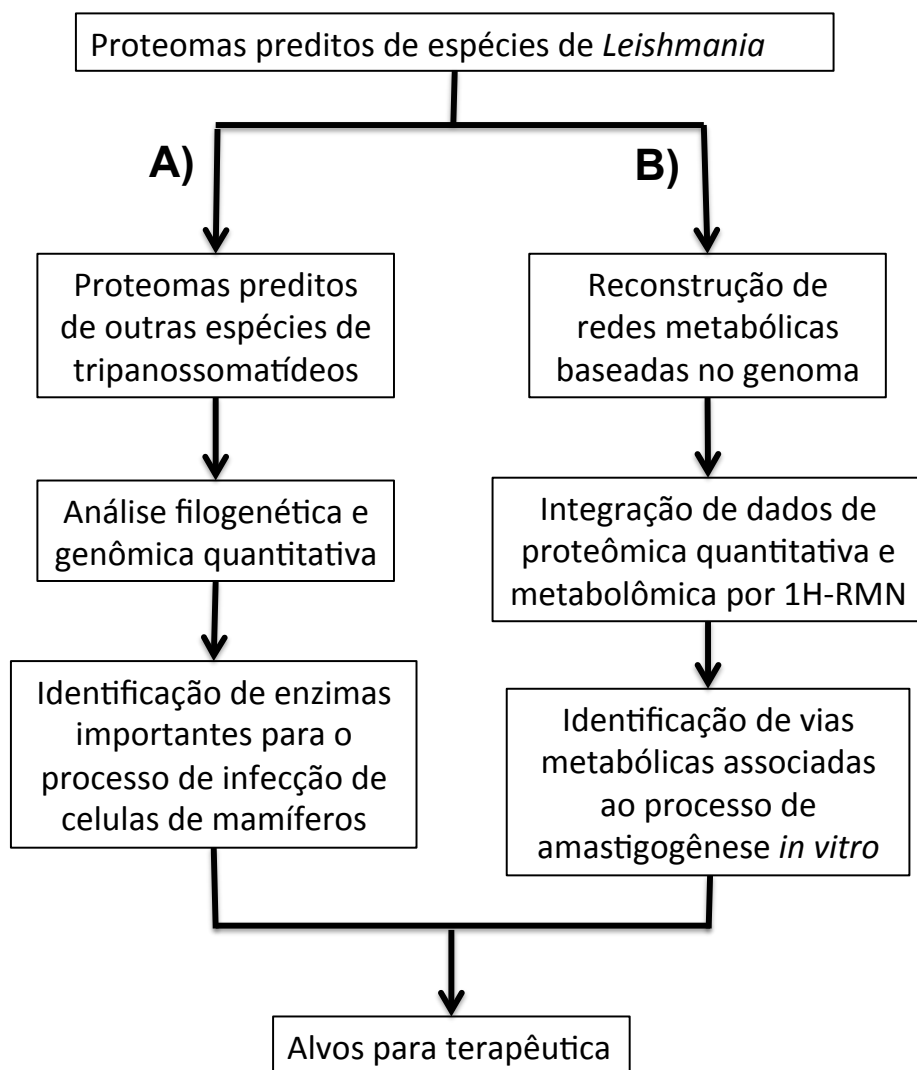 Proteomas preditos de espécies de Leishmania
A)
B)
Proteomas preditos
de outras espécies de
tripanossomatídeos
Reconstrução de
redes metabólicas
baseadas no genoma
Análise filogenética e
genômica quantitativa
Integração de dados de
proteômica quantitativa e
metabolômica por 1H-RMN
Identificação de enzimas
importantes para o
processo de infecção de
celulas de mamíferos
Identificação de vias
metabólicas associadas
ao processo de
amastigogênese in vitro
Alvos para terapêutica